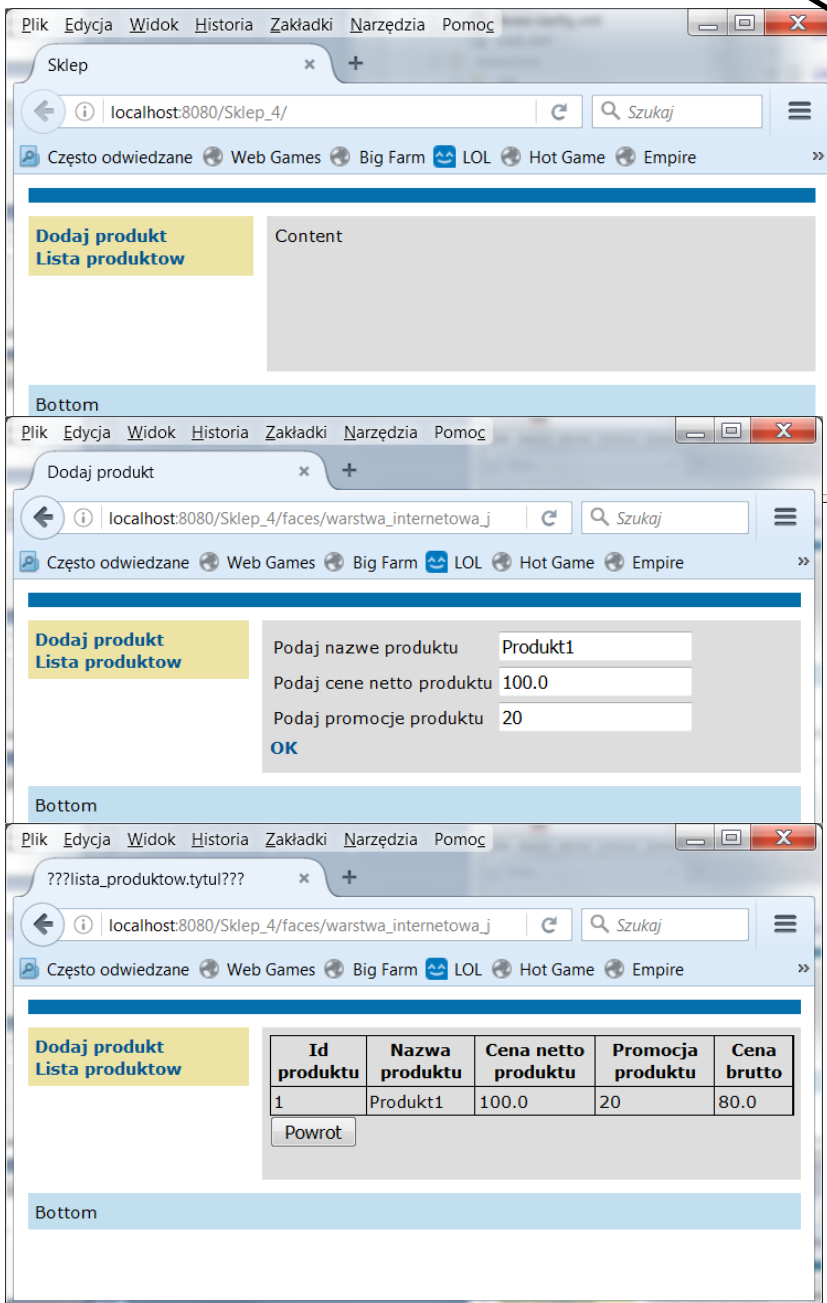 Plik Edycja Widok Historia Zakładki Narzędzia Pomoc
Sklep × +
localhost:8080/Sklep_4/ Szukaj
Często odwiedzane Web Games Big Farm LOL Hot Game Empire »
Dodaj produkt
Lista produktow
Content
Bottom
Plik Edycja Widok Historia Zakładki Narzędzia Pomoc
Dodaj produkt × +
localhost:8080/Sklep_4/faces/warstwa_internetowa_j Szukaj
Często odwiedzane Web Games Big Farm LOL Hot Game Empire »
Dodaj produkt
Lista produktow
Podaj nazwe produktu Produkt1
Podaj cene netto produktu 100.0
Podaj promocje produktu 20
OK
Bottom
Plik Edycja Widok Historia Zakładki Narzędzia Pomoc
???lista_produktow.tytul??? × +
localhost:8080/Sklep_4/faces/warstwa_internetowa_j Szukaj
Często odwiedzane Web Games Big Farm LOL Hot Game Empire »
Dodaj produkt
Lista produktow
Id produktu Nazwa produktu Cena netto produktu Promocja produktu Cena brutto
1 Produkt1 100.0 20 80.0
Powrot
Bottom